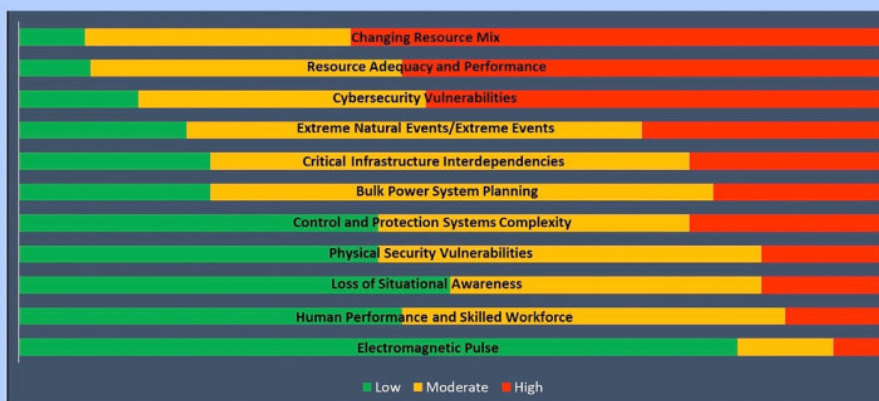 Changing Resource Mix
Resource Adequacy and Performance
Cybersecurity Vulnerabilities
Extreme Natural Events/Extreme Events
Critical Infrastructure Interdependencies
Bulk Power System Planning
Control and Protection Systems Complexity
Physical Security Vulnerabilities
Loss of Situational Awareness
Human Performance and Skilled Workforce
Electromagnetic Pulse
Low Moderate High